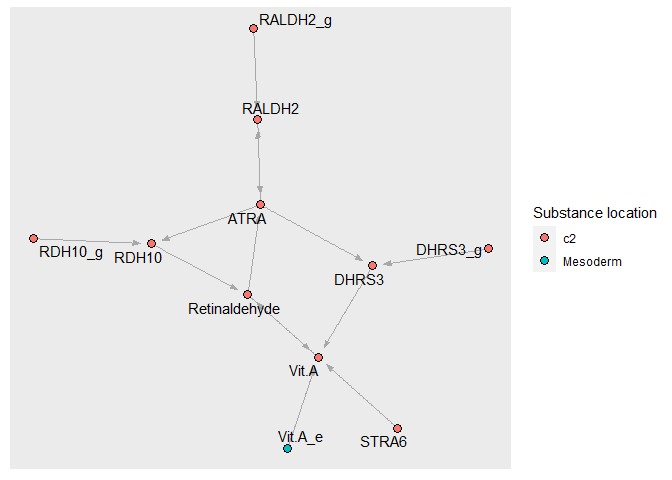 RALDH2_g
RALDH2
ATRA
RDH10_g
RDH10
DHRS3_g
DHRS3
Retinaldehyde
Vit.A
Vit.A_e
STRA6
Substance location
c2
Mesoderm